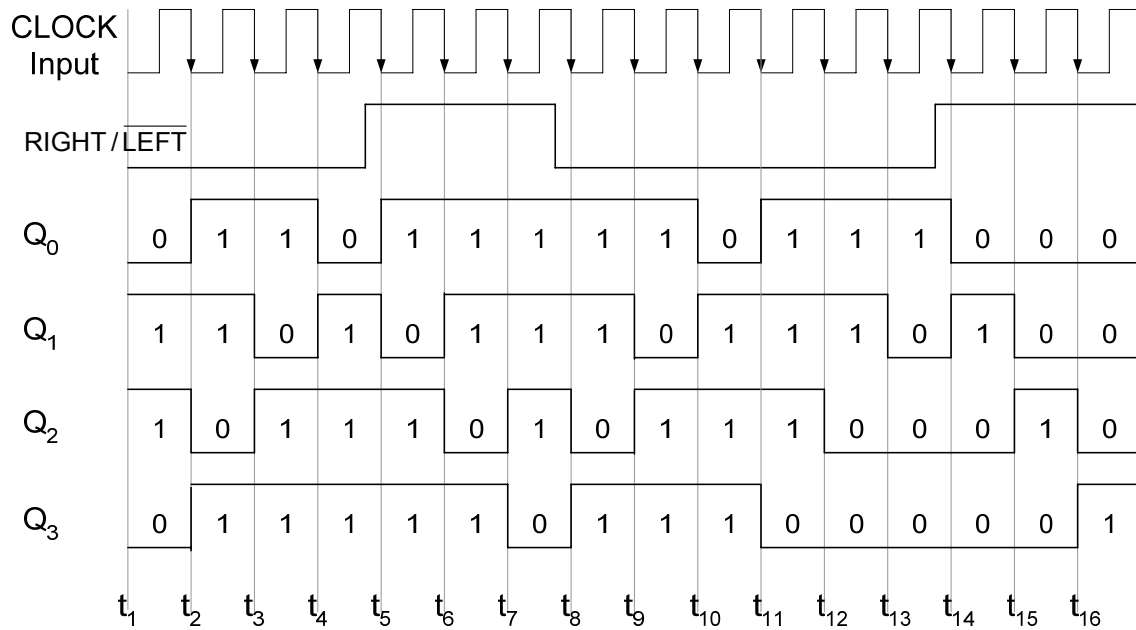 CLOCK
Input
RIGHT / LEFT
Q0 0 1 1 0 1 1 1 1 1 0 1 1 1 0 0 0
Q1 1 1 0 1 0 1 1 1 0 1 1 1 0 1 0 0
Q2 1 0 1 1 1 0 1 0 1 1 1 0 0 0 1 0
Q3 0 1 1 1 1 1 0 1 1 1 0 0 0 0 0 1
t1 t2 t3 t4 t5 t6 t7 t8 t9 t10 t11 t12 t13 t14 t15 t16